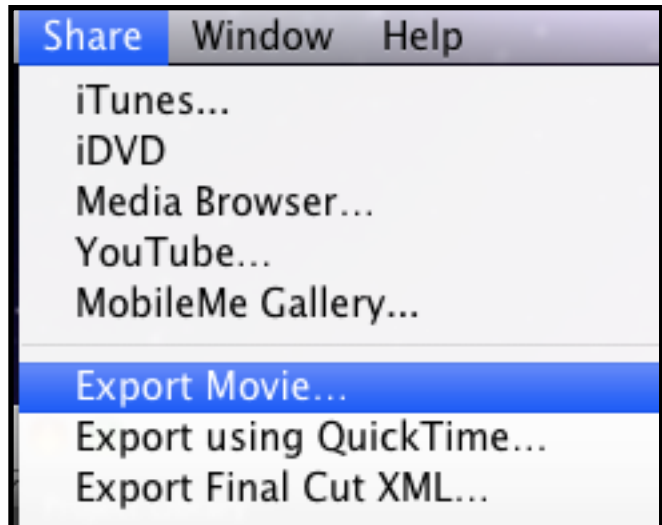 Share Window Help
iTunes...
iDVD
Media Browser...
YouTube...
MobileMe Gallery...
Export Movie...
Export using QuickTime...
Export Final Cut XML...